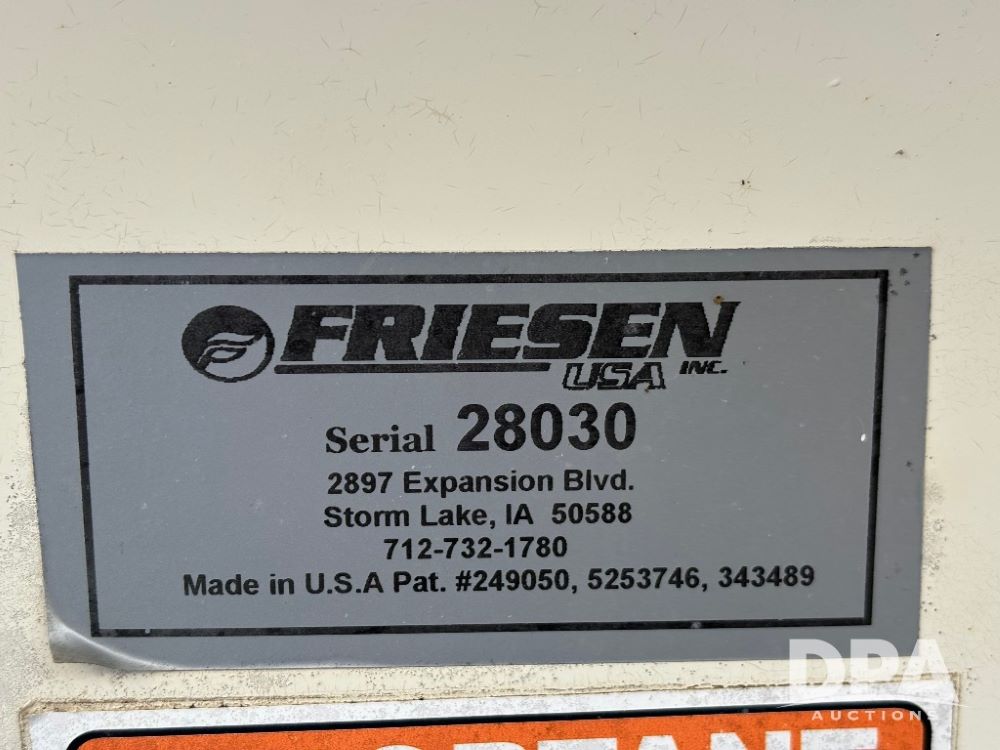 FRIESEN
USA INC.
Serial 28030
2897 Expansion Blvd.
Storm Lake, IA 50588
712-732-1780
Made in U.S.A Pat. #249050, 5253746, 343489
DPA
AUCTIONS